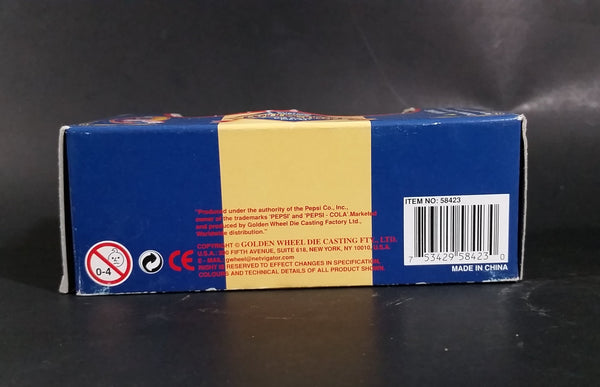 "Produced under the authority of the Pepsi Co., Inc.,
owner of the trademarks 'PEPSI' and 'PEPSI - COLA'.Marketed
and produced by Golden Wheel Die Casting Factory Ltd.,
Worldwide distribution."
COPYRIGHT © GOLDEN WHEEL DIE CASTING FTY., LTD.
U.S.A: 300 FIFTH AVENUE, SUITE 618, NEW YORK, NY 10010, U.S.A.
E - MAIL. gwheel@netvigator.com
RIGHT IS RESERVED TO EFFECT CHANGES IN SPECIFICATION,
COLOURS AND TECHNICAL DETAILS OF ALL PRODUCT SHOWN.
0-4
CE
ITEM NO: 58423
7 53429 58423 0
MADE IN CHINA